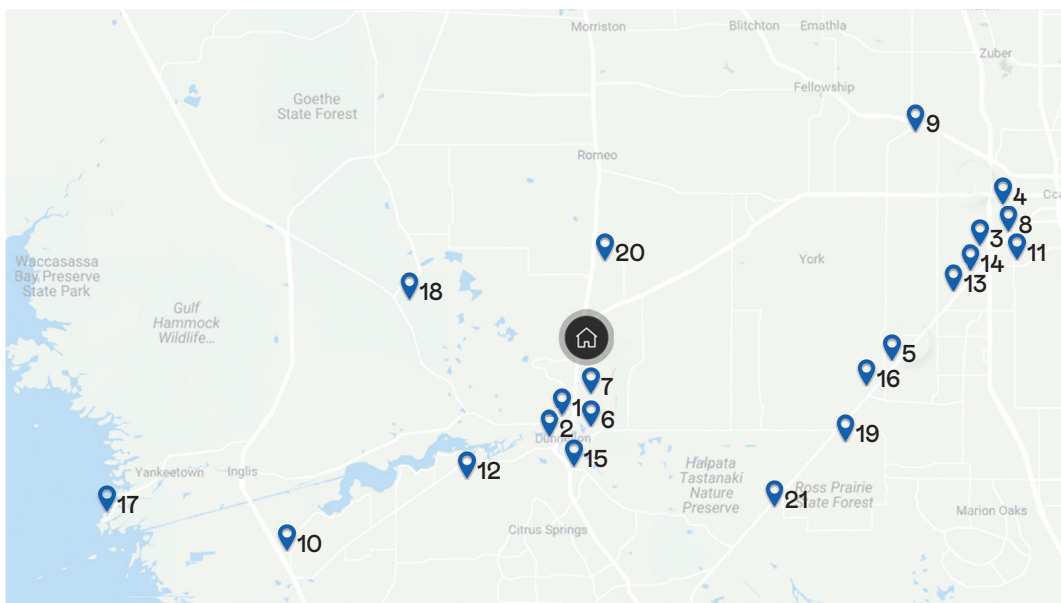 Morriston
Blitchton
Emathla
Zuber
Fellowship
Goethe
State Forest
9
Romeo
4
8
3
11
14
13
20
York
Waccasassa
Bay Preserve
State Park
18
Gulf
Hammock
Wildlife...
5
16
7
1
6
2
19
15
12
Yankeetown
Inglis
Halpata
Tastanaki
Nature
Preserve
17
21
Ross Prairie
State Forest
Marion Oaks
10
Citrus Springs